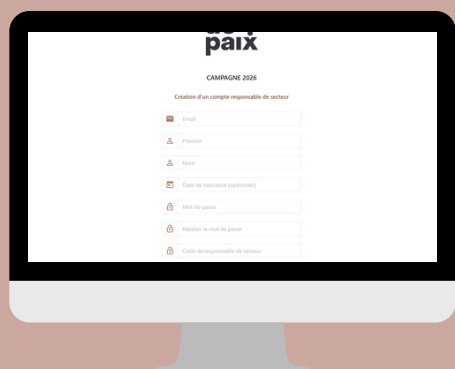 paix
CAMPAGNE 2026
Création d'un compte responsable de secteur
Email
Prénom
Nom
Date de naissance (optionnel)
Mot de passe
Répéter le mot de passe
Code de responsable de secteur